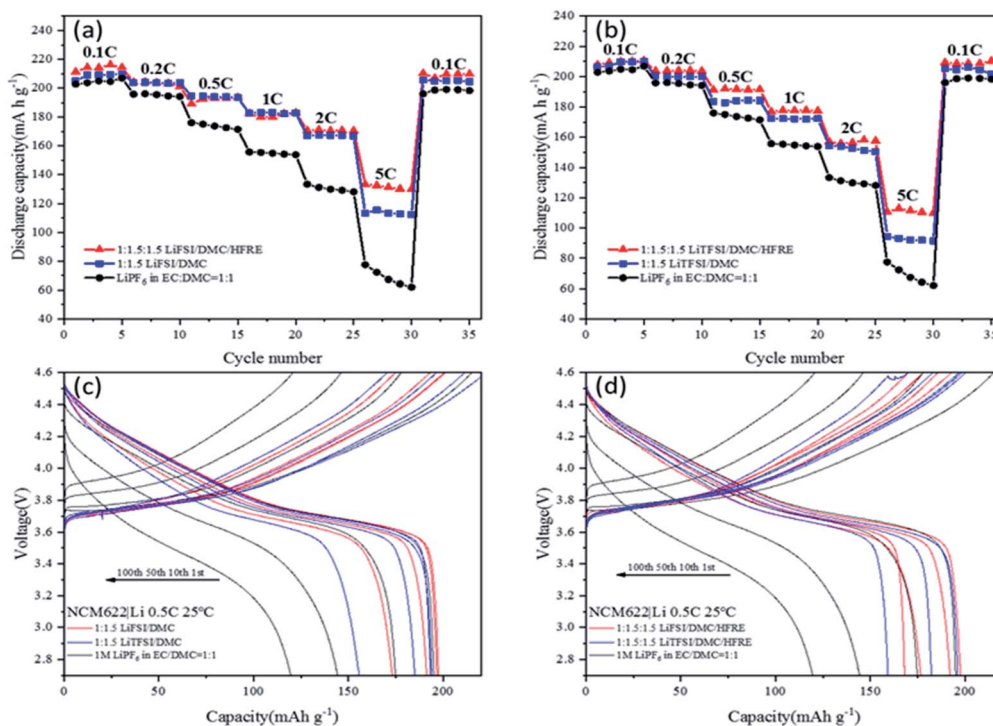 (a)
0.1C
0.2C
0.5C
1C
2C
5C
0.1C
1:1.5:1.5 LiFSI/DMC/HFRE
1:1.5 LiFSI/DMC
LiPF6 in EC:DMC=1:1
Discharge capacity(mA h g-1)
240
220
200
180
160
140
120
100
80
60
40
0 5 10 15 20 25 30 35
Cycle number
(b)
0.1C
0.2C
0.5C
1C
2C
5C
0.1C
1:1.5:1.5 LiTFSI/DMC/HFRE
1:1.5 LiTFSI/DMC
LiPF6 in EC:DMC=1:1
Discharge capacity(mA h g-1)
240
220
200
180
160
140
120
100
80
60
40
0 5 10 15 20 25 30 35
Cycle number
(c)
100th 50th 10th 1st
NCM622|Li 0.5C 25°C
1:1.5 LiFSI/DMC
1:1.5 LiTFSI/DMC
1M LiPF6 in EC/DMC=1:1
Voltage(V)
4.6
4.4
4.2
4.0
3.8
3.6
3.4
3.2
3.0
2.8
0 50 100 150 200
Capacity(mAh g-1)
(d)
100th 50th 10th 1st
NCM622|Li 0.5C 25°C
1:1.5:1.5 LiFSI/DMC/HFRE
1:1.5:1.5 LiTFSI/DMC/HFRE
1M LiPF6 in EC/DMC=1:1
Voltage(V)
4.6
4.4
4.2
4.0
3.8
3.6
3.4
3.2
3.0
2.8
0 50 100 150 200
Capacity(mAh g-1)